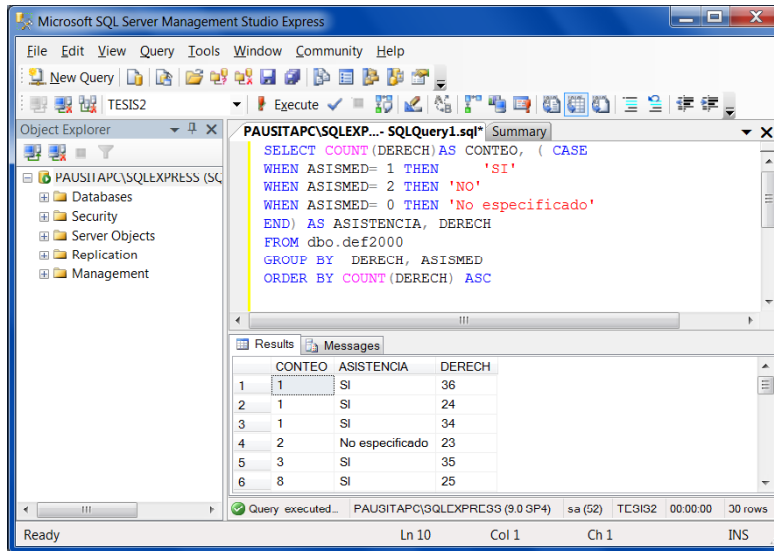 Microsoft SQL Server Management Studio Express
File Edit View Query Tools Window Community Help
New Query
TESIS2 Execute
Object Explorer
PAUSITAPC\SQLEXPRESS (SQ
Databases
Security
Server Objects
Replication
Management
PAUSITAPC\SQLEXP...- SQLQuery1.sql* Summary
SELECT COUNT(DERECH)AS CONTEO, ( CASE
WHEN ASISMED= 1 THEN 'SI'
WHEN ASISMED= 2 THEN 'NO'
WHEN ASISMED= 0 THEN 'No especificado'
END) AS ASISTENCIA, DERECH
FROM dbo.def2000
GROUP BY DERECH, ASISMED
ORDER BY COUNT(DERECH) ASC
Results Messages
CONTEO ASISTENCIA DERECH
1 1 SI 36
2 1 SI 24
3 1 SI 34
4 2 No especificado 23
5 3 SI 35
6 8 SI 25
Query executed... PAUSITAPC\SQLEXPRESS (9.0 SP4) sa (52) TESIS2 00:00:00 30 rows
Ready Ln 10 Col 1 Ch 1 INS